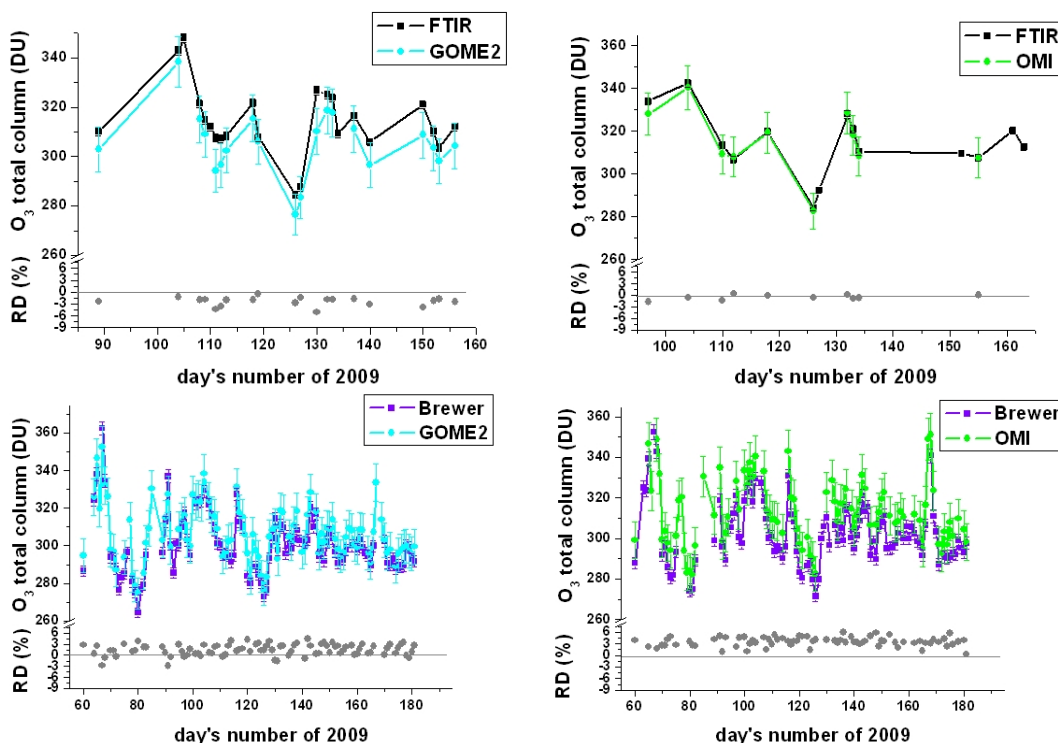 FTIR
GOME2
O3 total column (DU)
340
320
300
280
260
RD (%)
6
3
0
-3
-6
-9
90 100 110 120 130 140 150 160
day's number of 2009
FTIR
OMI
O3 total column (DU)
360
340
320
300
280
260
RD (%)
6
3
0
-3
-6
-9
100 110 120 130 140 150 160
day's number of 2009
Brewer
GOME2
O3 total column (DU)
360
340
320
300
280
260
RD (%)
6
3
0
-3
-6
-9
60 80 100 120 140 160 180
day's number of 2009
Brewer
OMI
O3 total column (DU)
360
340
320
300
280
260
RD (%)
6
3
0
-3
-6
-9
60 80 100 120 140 160 180
day's number of 2009